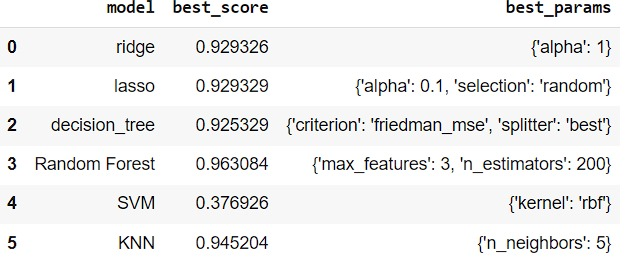 model best_score best_params
0 ridge 0.929326 {'alpha': 1}
1 lasso 0.929329 {'alpha': 0.1, 'selection': 'random'}
2 decision_tree 0.925329 {'criterion': 'friedman_mse', 'splitter': 'best'}
3 Random Forest 0.963084 {'max_features': 3, 'n_estimators': 200}
4 SVM 0.376926 {'kernel': 'rbf'}
5 KNN 0.945204 {'n_neighbors': 5}